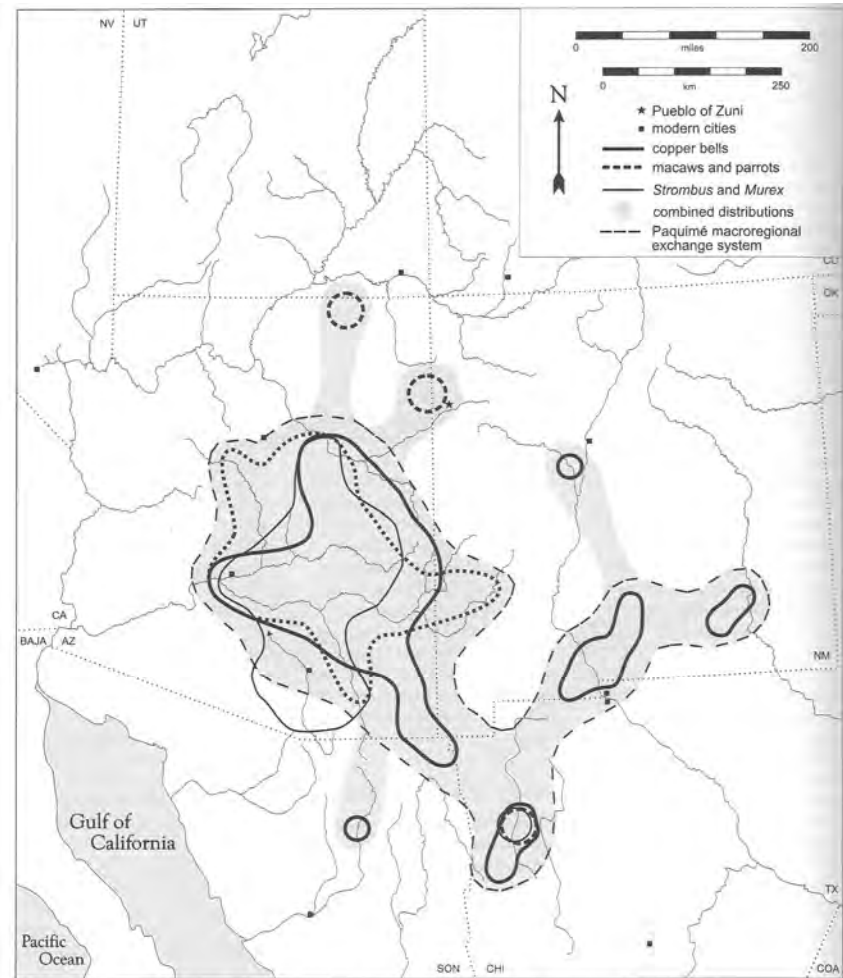 NV
UT
0
200
miles
0
250
km
N
Pueblo of Zuni
modern cities
copper bells
macaws and parrots
Strombus and Murex
combined distributions
Paquimé macroregional
exchange system
OK
CA
BAJA
AZ
NM
Gulf of
California
TX
Pacific
Ocean
SON
CHI
COA